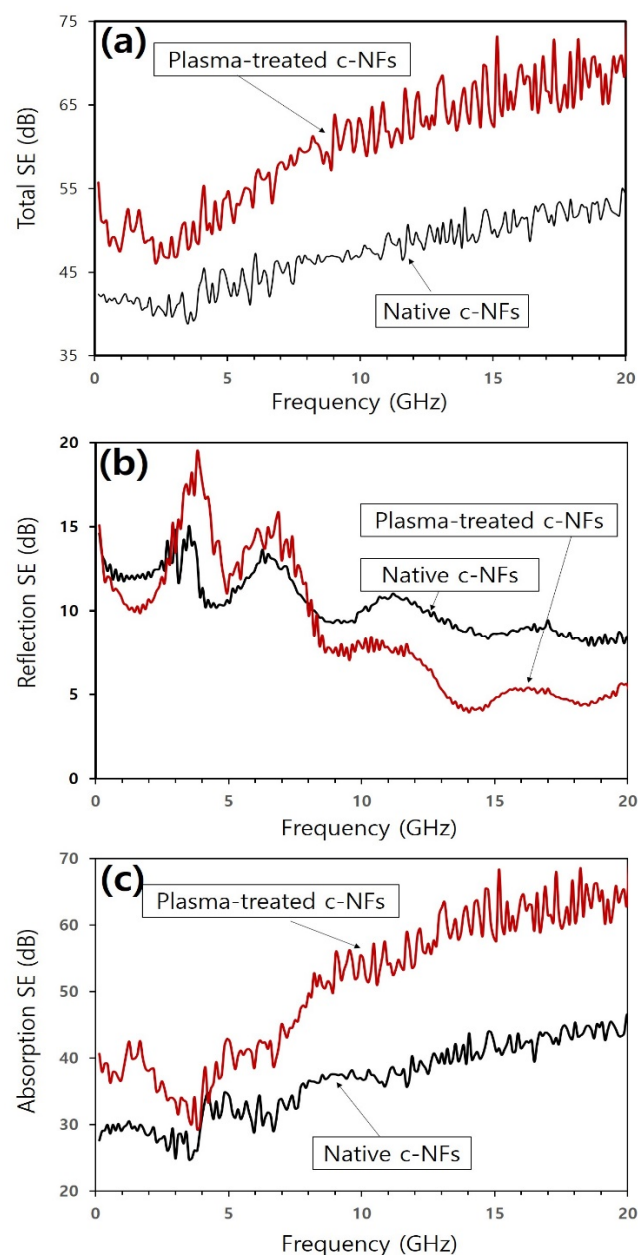 (a)
Plasma-treated c-NFs
Native c-NFs
Total SE (dB)
75
65
55
45
35
0 5 10 15 20
Frequency (GHz)
(b)
Plasma-treated c-NFs
Native c-NFs
Reflection SE (dB)
20
15
10
5
0
0 5 10 15 20
Frequency (GHz)
(c)
Plasma-treated c-NFs
Native c-NFs
Absorption SE (dB)
70
60
50
40
30
20
0 5 10 15 20
Frequency (GHz)